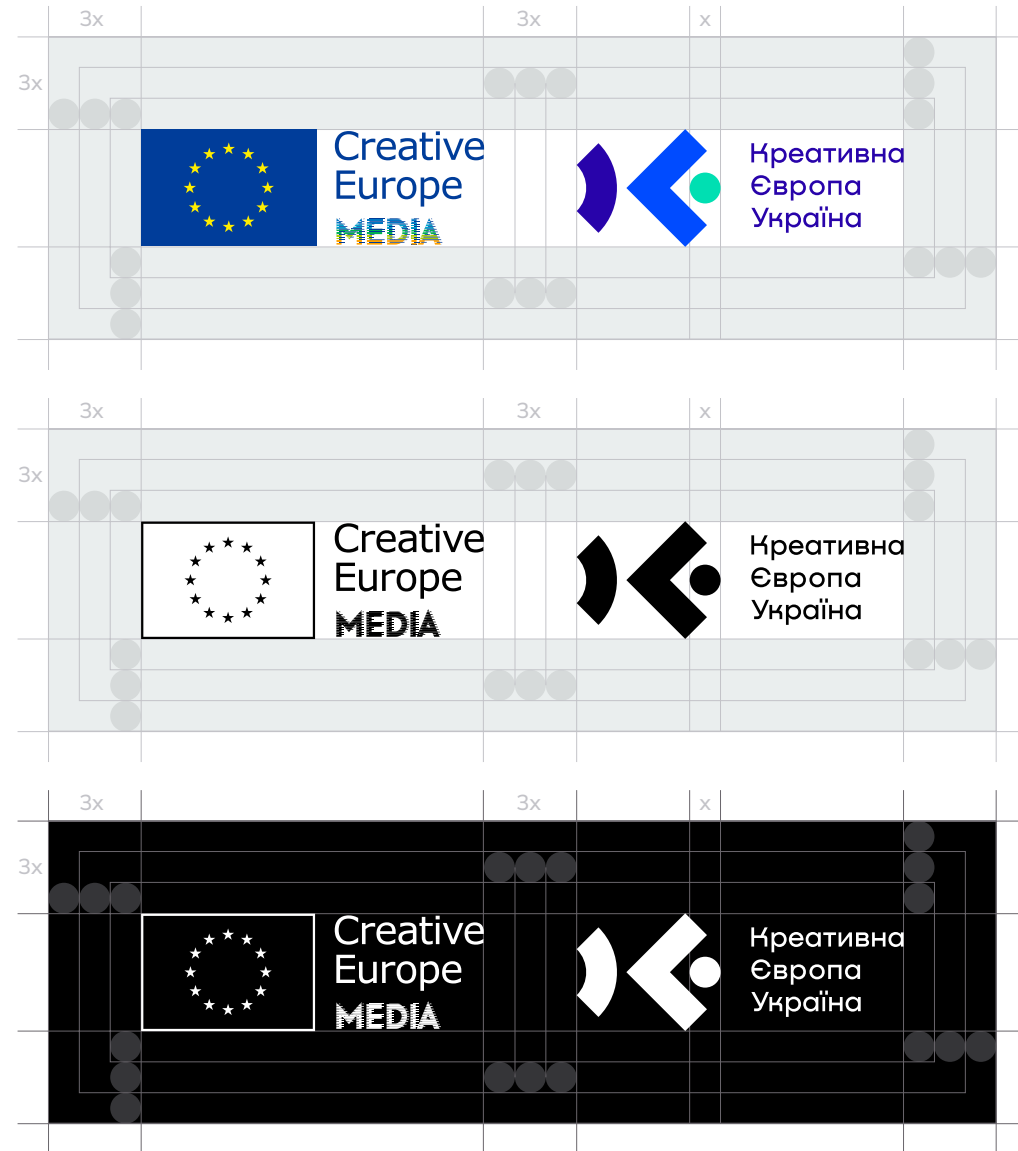 3x 3x x
3x
Creative
Europe
MEDIA
Креативна
Європа
Україна
3x 3x x
3x
Creative
Europe
MEDIA
Креативна
Європа
Україна
3x 3x x
3x
Creative
Europe
MEDIA
Креативна
Європа
Україна